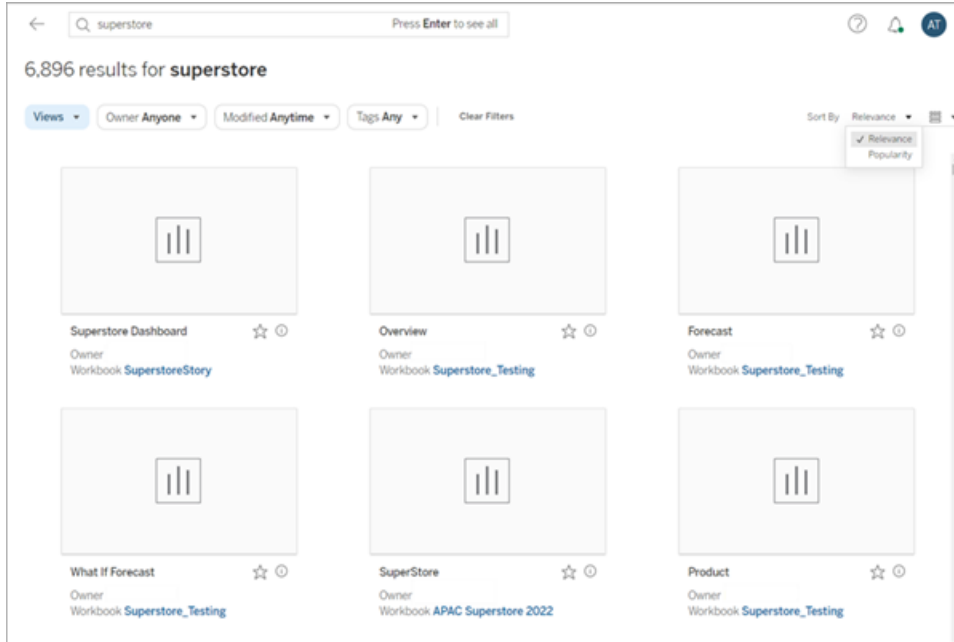 superstore Press Enter to see all AT
6,896 results for superstore
Views Owner Anyone Modified Anytime Tags Any Clear Filters Sort By Relevance
Relevance
Popularity
Superstore Dashboard Overview Forecast
Owner Owner Owner
Workbook SuperstoreStory Workbook Superstore_Testing Workbook Superstore_Testing
What If Forecast SuperStore Product
Owner Owner Owner
Workbook Superstore_Testing Workbook APAC Superstore 2022 Workbook Superstore_Testing